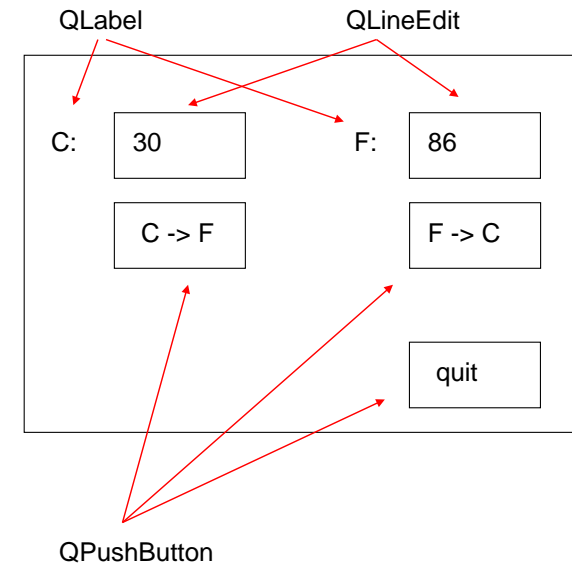 QLabel QLineEdit
C: 30 F: 86
C -> F F -> C
quit
QPushButton